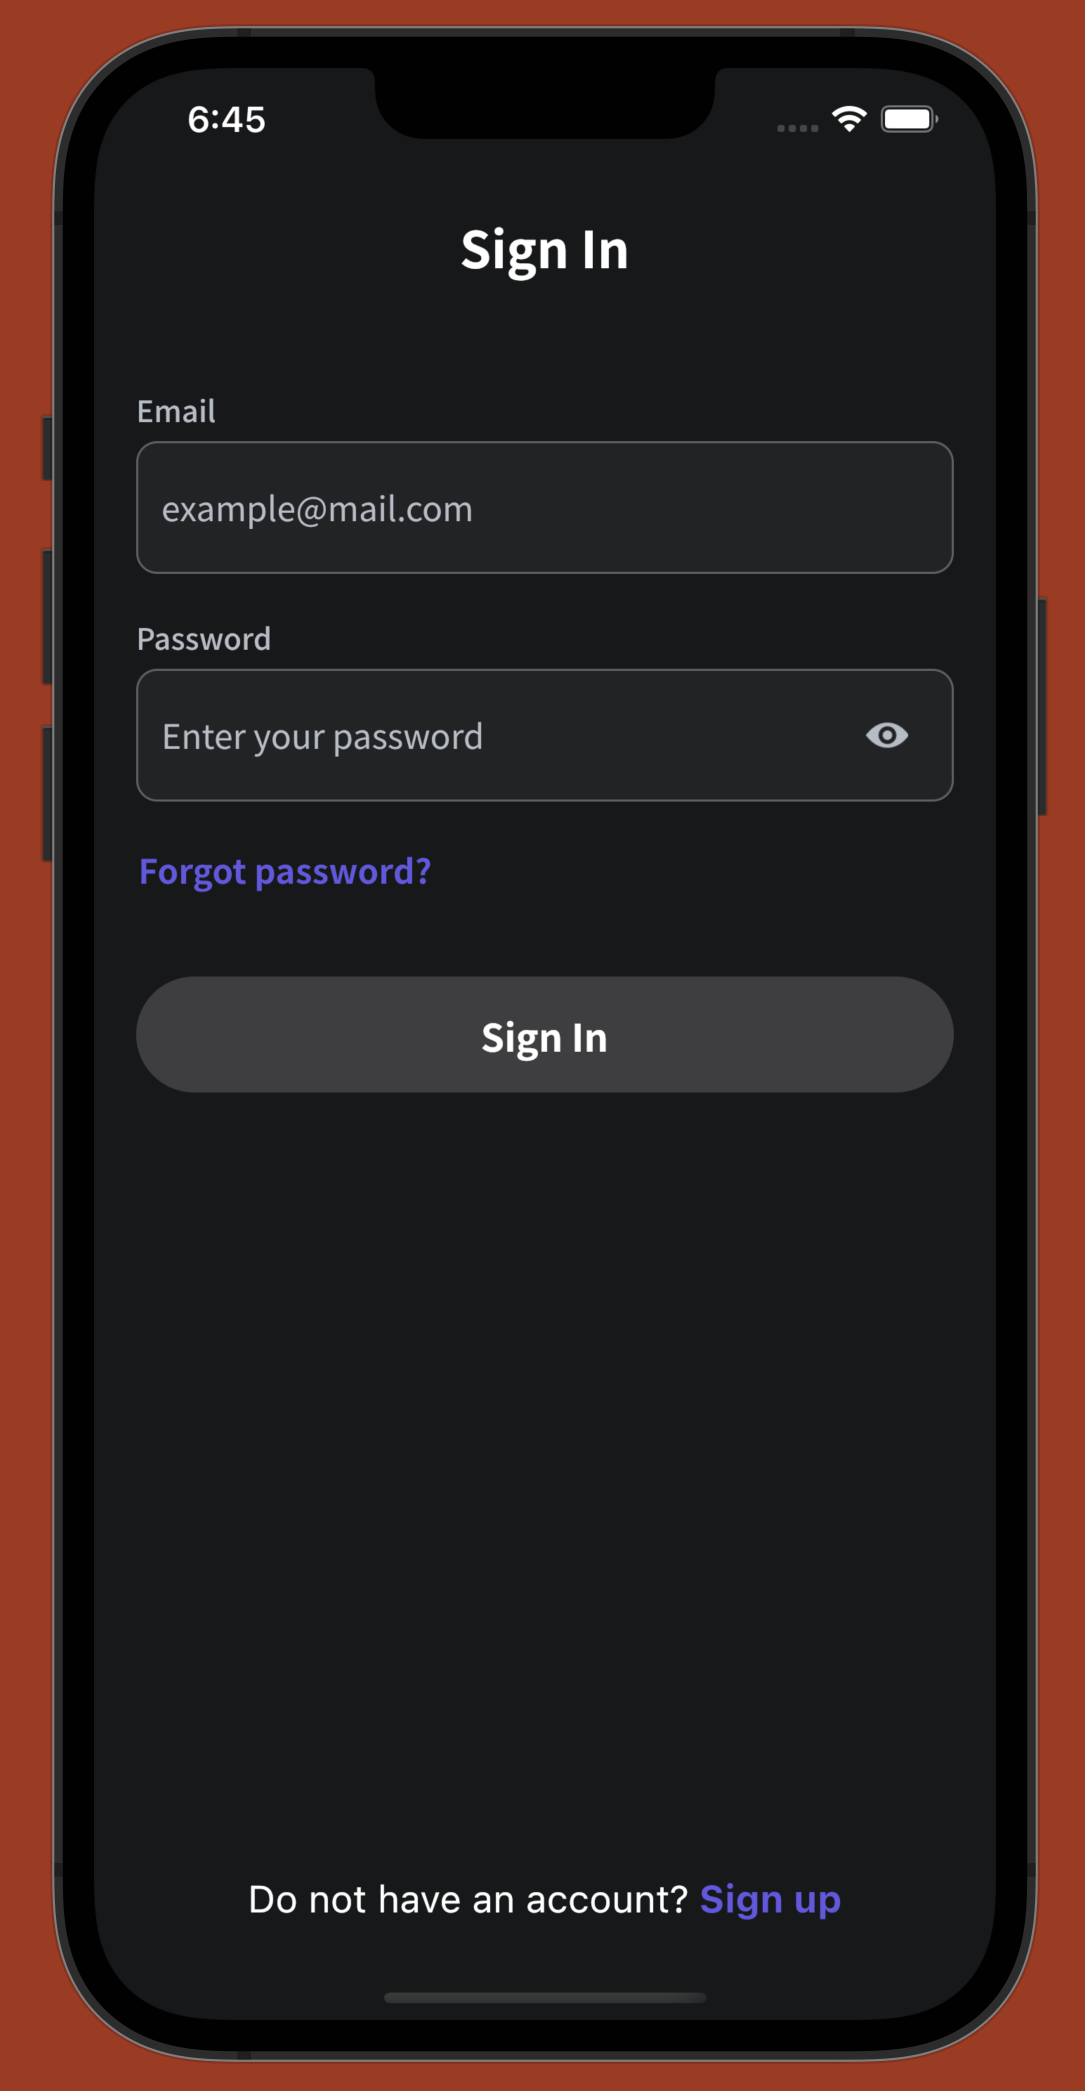 6:45
Sign In
Email
example@mail.com
Password
Enter your password
Forgot password?
Sign In
Do not have an account? Sign up